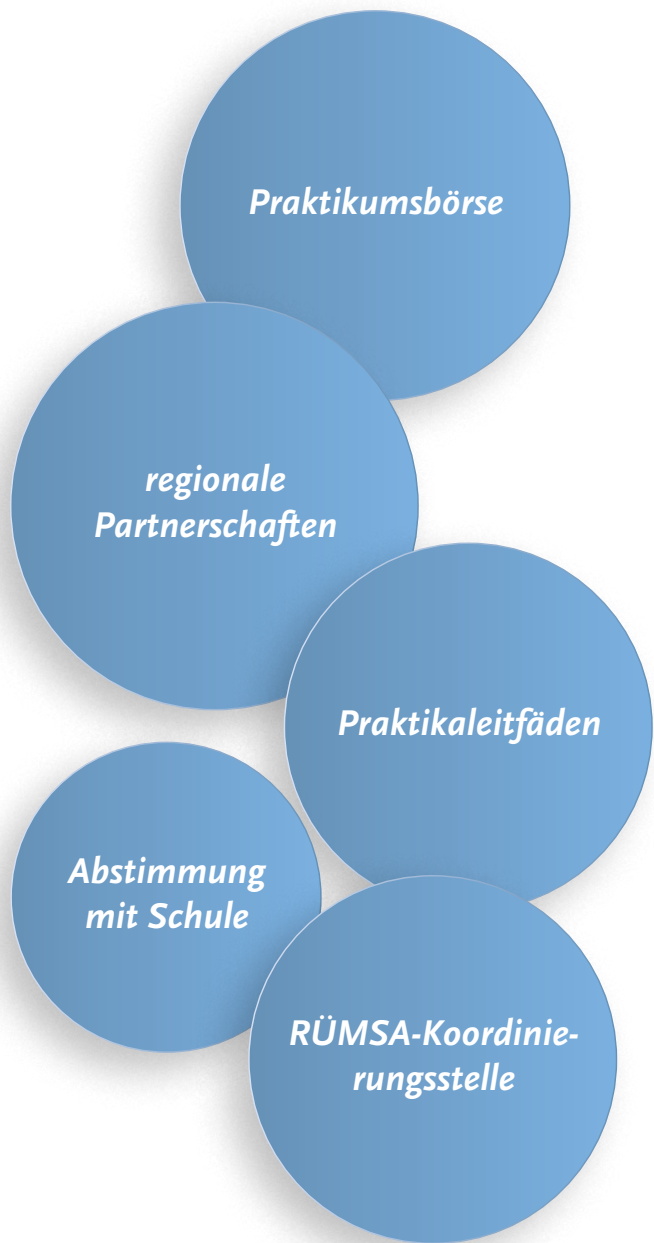 Praktikumsbörse
regionale
Partnerschaften
Praktikaleitfäden
Abstimmung
mit Schule
RÜMSA-Koordinie-
rungsstelle